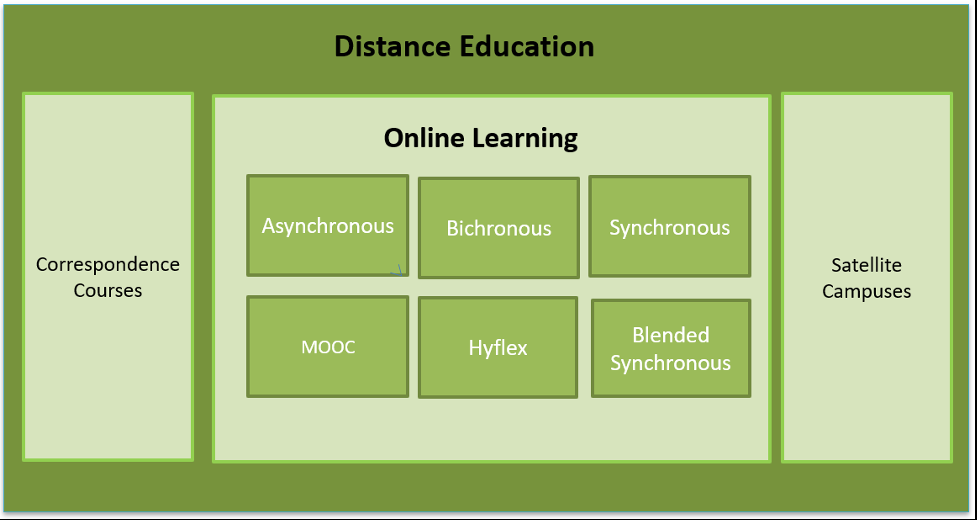 Distance Education
Correspondence
Courses
Online Learning
Asynchronous
Bichronous
Synchronous
MOOC
Hyflex
Blended
Synchronous
Satellite
Campuses